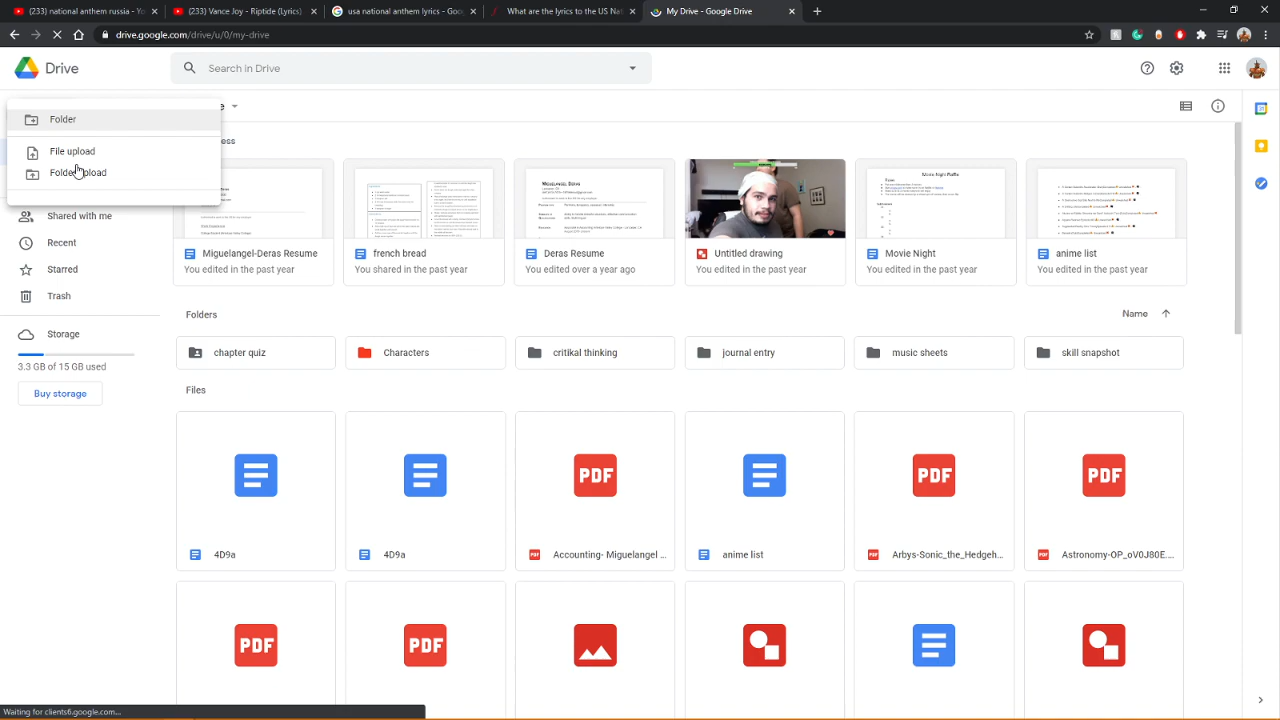 (233) national anthem russia - Yo
(233) Vance Joy - Riptide (Lyrics)
usa national anthem lyrics - Goo
What are the lyrics to the US Nat
My Drive - Google Drive
drive.google.com/drive/u/0/my-drive
Drive
Search in Drive
Folder
File upload
Folder upload
Shared with me
Recent
Starred
Trash
Storage
3.3 GB of 15 GB used
Buy storage
Miguelangel-Deras Resume
You edited in the past year
french bread
You shared in the past year
Deras Resume
You edited over a year ago
Untitled drawing
You edited in the past year
Movie Night
You edited in the past year
anime list
You edited in the past year
Folders
Name
chapter quiz
Characters
critikal thinking
journal entry
music sheets
skill snapshot
Files
4D9a
4D9a
PDF
Accounting- Miguelangel ...
anime list
PDF
Arbys-Sonic_the_Hedgeh...
PDF
Astronomy-OP_oV0J80E....
PDF
PDF
Waiting for clients6.google.com...